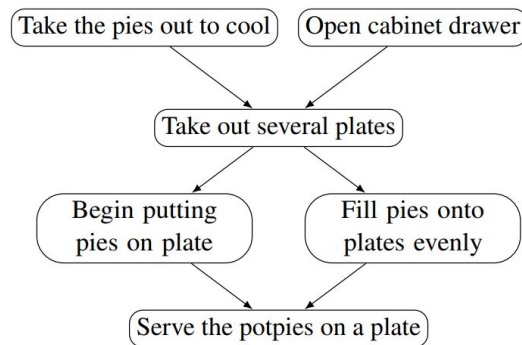 Take the pies out to cool
Open cabinet drawer
Take out several plates
Begin putting
pies on plate
Fill pies onto
plates evenly
Serve the potpies on a plate